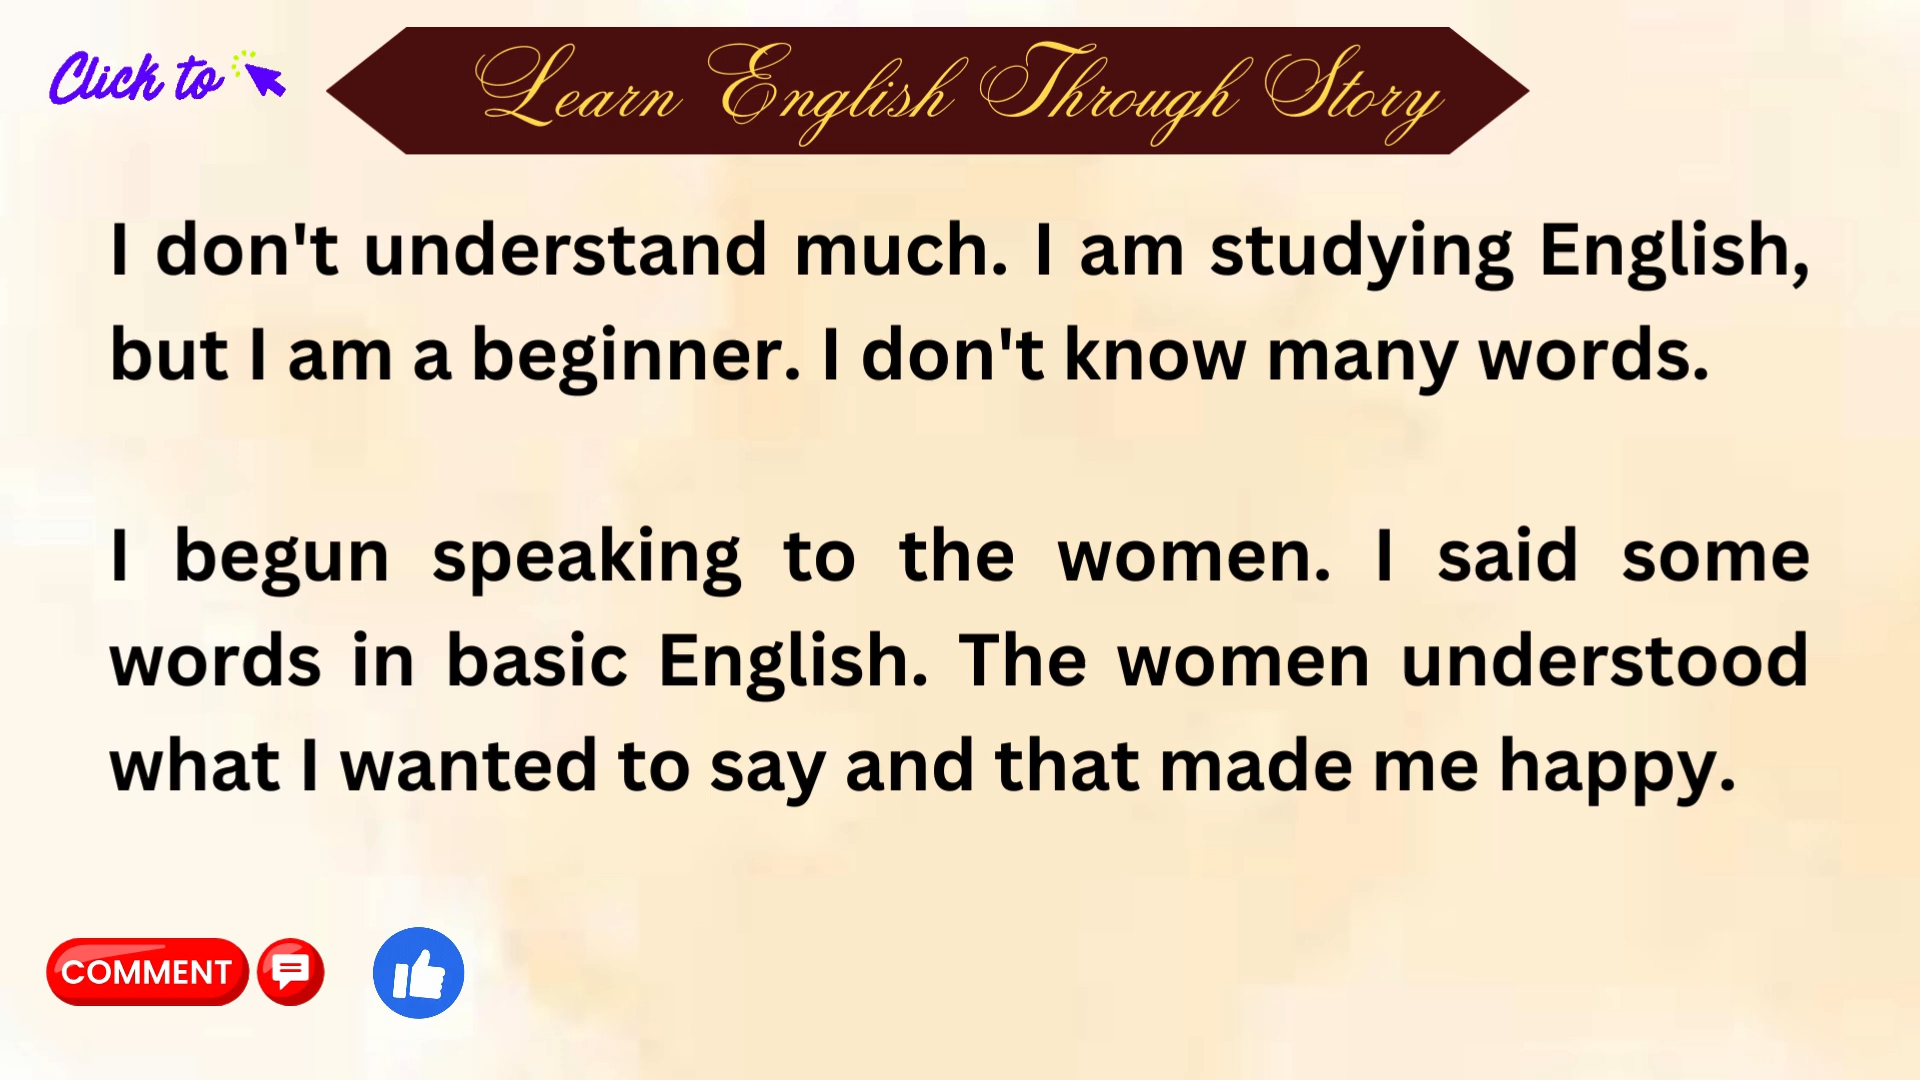 Click to
Learn English Through Story
I don't understand much. I am studying English,
but I am a beginner. I don't know many words.
I begun speaking to the women. I said some
words in basic English. The women understood
what I wanted to say and that made me happy.
COMMENT